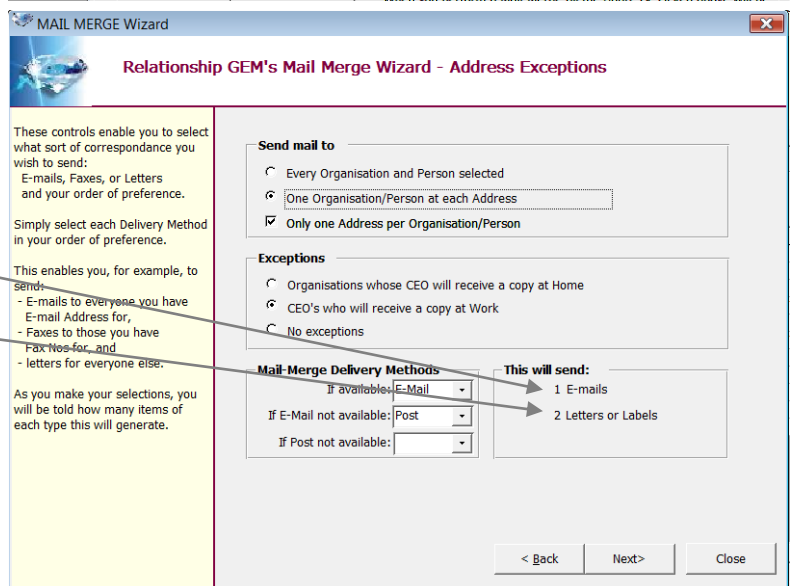 MAIL MERGE Wizard
Relationship GEM's Mail Merge Wizard - Address Exceptions
These controls enable you to select
what sort of correspondance you
wish to send:
E-mails, Faxes, or Letters
and your order of preference.
Simply select each Delivery Method
in your order of preference.
This enables you, for example, to
send:
- E-mails to everyone you have
E-mail Address for,
- Faxes to those you have
Fax Nos for, and
- letters for everyone else.
As you make your selections, you
will be told how many items of
each type this will generate.
Send mail to
Every Organisation and Person selected
One Organisation/Person at each Address
Only one Address per Organisation/Person
Exceptions
Organisations whose CEO will receive a copy at Home
CEO's who will receive a copy at Work
No exceptions
Mail-Merge Delivery Methods
If available: E-Mail
If E-Mail not available: Post
If Post not available:
This will send:
1 E-mails
2 Letters or Labels
< Back
Next>
Close